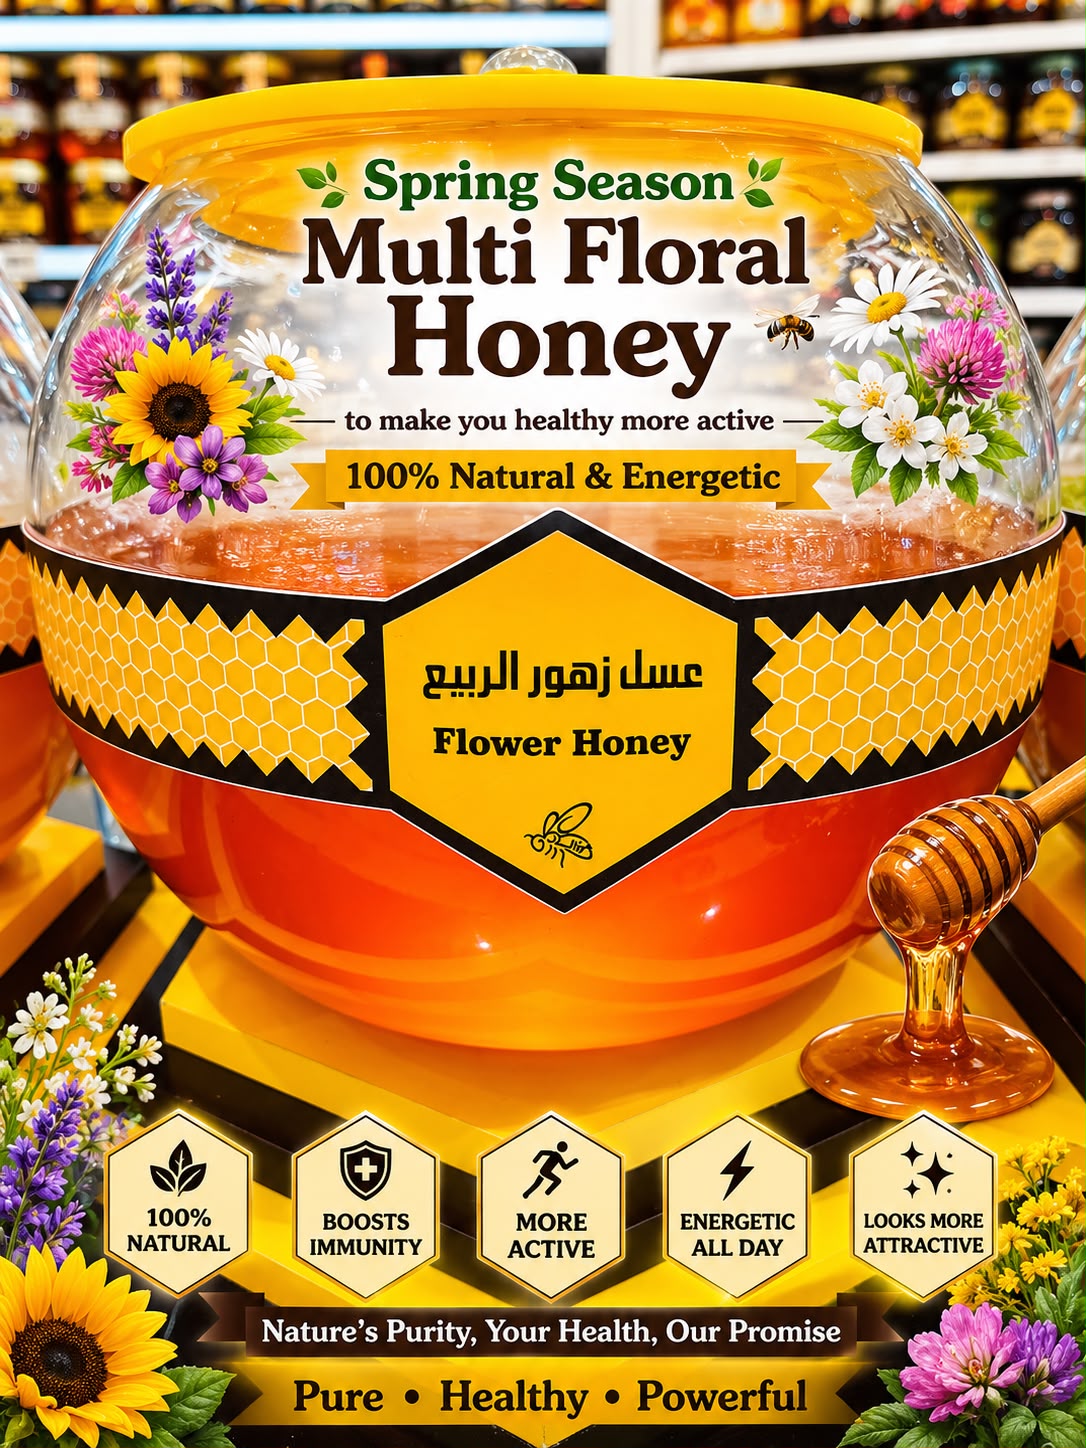 Spring Season
Multi Floral
Honey
to make you healthy more active
100% Natural & Energetic
عسل زهور الربيع
Flower Honey
100%
NATURAL
BOOSTS
IMMUNITY
MORE
ACTIVE
ENERGETIC
ALL DAY
LOOKS MORE
ATTRACTIVE
Nature's Purity, Your Health, Our Promise
Pure • Healthy • Powerful